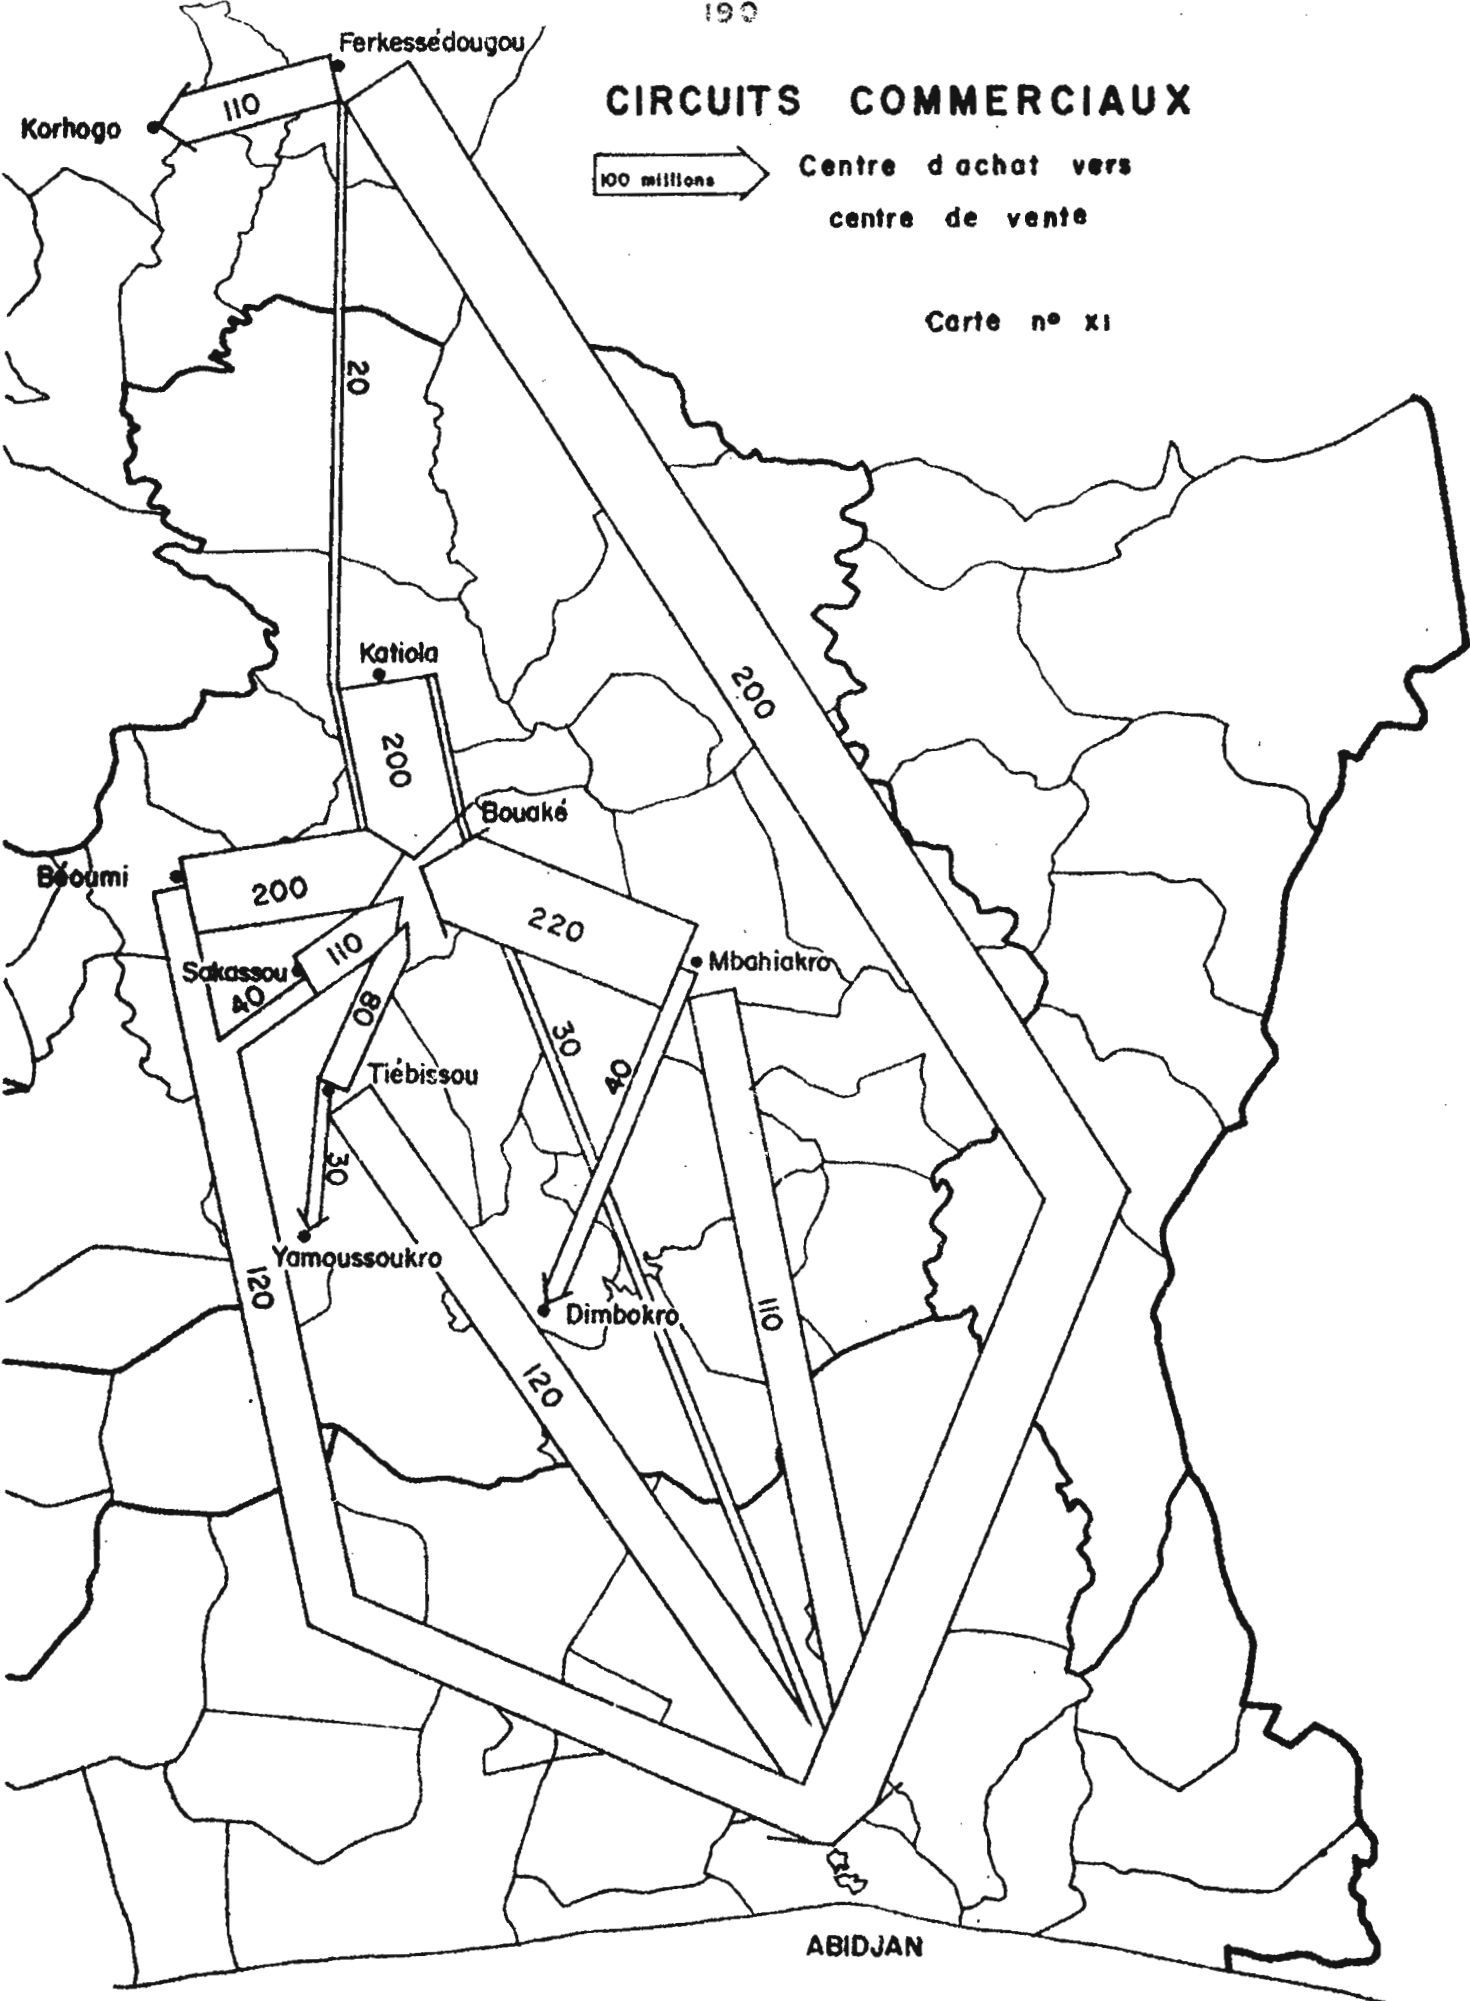 190
Ferkessédougou
CIRCUITS COMMERCIAUX
110
Korhogo
100 millions
Centre d achat vers
centre de vente
Carte n° XI
20
Katiola
200
200
Bouaké
Béoumi
200
220
110
Mbahiakro
Sakassou
40
80
30
40
Tiébissou
30
Yamoussoukro
120
110
Dimbokro
120
ABIDJAN